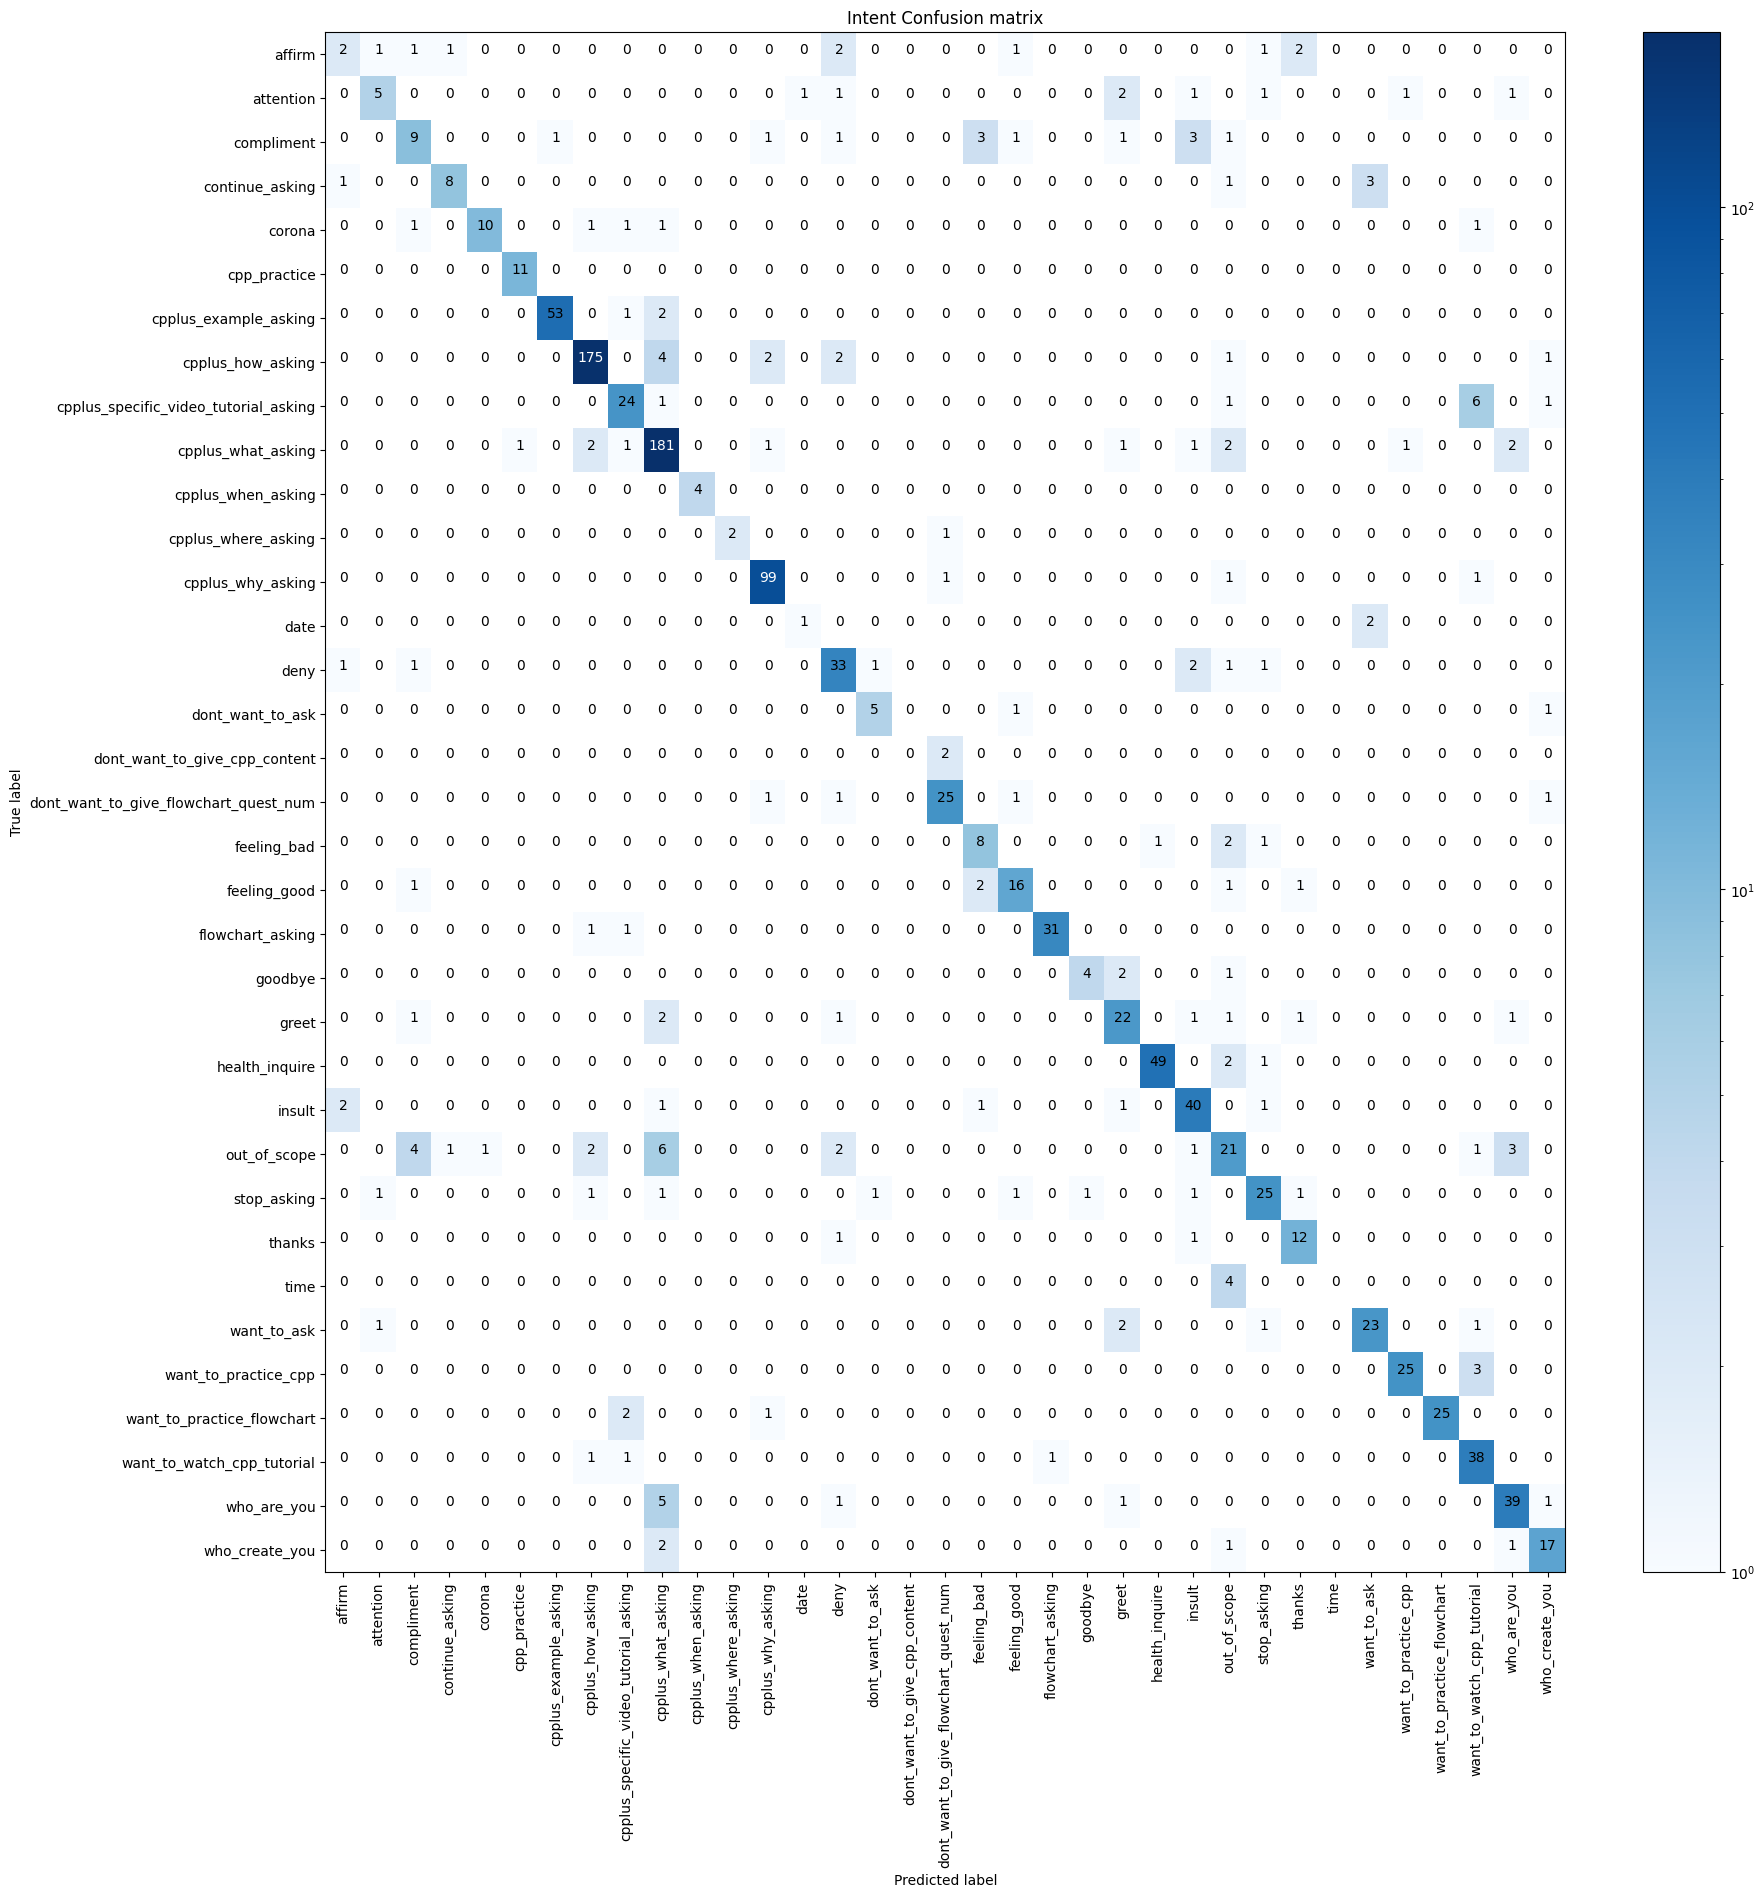 Intent Confusion matrix
affirm 2 1 1 1 0 0 0 0 0 0 0 0 0 0 2 0 0 0 0 1 0 0 0 0 0 0 1 2 0 0 0 0 0 0 0
attention 0 5 0 0 0 0 0 0 0 0 0 0 0 1 1 0 0 0 0 0 0 0 2 0 1 0 1 0 0 0 1 0 0 1 0
compliment 0 0 9 0 0 0 1 0 0 0 0 0 1 0 1 0 0 0 3 1 0 0 1 0 3 1 0 0 0 0 0 0 0 0 0
continue_asking 1 0 0 8 0 0 0 0 0 0 0 0 0 0 0 0 0 0 0 0 0 0 0 0 0 1 0 0 0 3 0 0 0 0 0
corona 0 0 1 0 10 0 0 1 1 1 0 0 0 0 0 0 0 0 0 0 0 0 0 0 0 0 0 0 0 0 0 0 1 0 0
cpp_practice 0 0 0 0 0 11 0 0 0 0 0 0 0 0 0 0 0 0 0 0 0 0 0 0 0 0 0 0 0 0 0 0 0 0 0
cpplus_example_asking 0 0 0 0 0 0 53 0 1 2 0 0 0 0 0 0 0 0 0 0 0 0 0 0 0 0 0 0 0 0 0 0 0 0 0
cpplus_how_asking 0 0 0 0 0 0 0 175 0 4 0 0 2 0 2 0 0 0 0 0 0 0 0 0 0 1 0 0 0 0 0 0 0 0 1
cpplus_specific_video_tutorial_asking 0 0 0 0 0 0 0 0 24 1 0 0 0 0 0 0 0 0 0 0 0 0 0 0 0 1 0 0 0 0 0 0 6 0 1
cpplus_what_asking 0 0 0 0 0 1 0 2 1 181 0 0 1 0 0 0 0 0 0 0 0 0 1 0 1 2 0 0 0 0 1 0 0 2 0
cpplus_when_asking 0 0 0 0 0 0 0 0 0 0 4 0 0 0 0 0 0 0 0 0 0 0 0 0 0 0 0 0 0 0 0 0 0 0 0
cpplus_where_asking 0 0 0 0 0 0 0 0 0 0 0 2 0 0 0 0 0 1 0 0 0 0 0 0 0 0 0 0 0 0 0 0 0 0 0
cpplus_why_asking 0 0 0 0 0 0 0 0 0 0 0 0 99 0 0 0 0 1 0 0 0 0 0 0 0 1 0 0 0 0 0 0 1 0 0
date 0 0 0 0 0 0 0 0 0 0 0 0 0 1 0 0 0 0 0 0 0 0 0 0 0 0 0 0 0 2 0 0 0 0 0
deny 1 0 1 0 0 0 0 0 0 0 0 0 0 0 33 1 0 0 0 0 0 0 0 0 2 1 1 0 0 0 0 0 0 0 0
dont_want_to_ask 0 0 0 0 0 0 0 0 0 0 0 0 0 0 0 5 0 0 0 1 0 0 0 0 0 0 0 0 0 0 0 0 0 0 1
dont_want_to_give_cpp_content 0 0 0 0 0 0 0 0 0 0 0 0 0 0 0 0 0 2 0 0 0 0 0 0 0 0 0 0 0 0 0 0 0 0 0
dont_want_to_give_flowchart_quest_num 0 0 0 0 0 0 0 0 0 0 0 0 1 0 1 0 0 25 0 1 0 0 0 0 0 0 0 0 0 0 0 0 0 0 1
feeling_bad 0 0 0 0 0 0 0 0 0 0 0 0 0 0 0 0 0 0 8 0 0 0 0 1 0 2 1 0 0 0 0 0 0 0 0
feeling_good 0 0 1 0 0 0 0 0 0 0 0 0 0 0 0 0 0 0 2 16 0 0 0 0 0 1 0 1 0 0 0 0 0 0 0
flowchart_asking 0 0 0 0 0 0 0 1 1 0 0 0 0 0 0 0 0 0 0 0 31 0 0 0 0 0 0 0 0 0 0 0 0 0 0
goodbye 0 0 0 0 0 0 0 0 0 0 0 0 0 0 0 0 0 0 0 0 0 4 2 0 0 1 0 0 0 0 0 0 0 0 0
greet 0 0 1 0 0 0 0 0 0 2 0 0 0 0 1 0 0 0 0 0 0 0 22 0 1 1 0 1 0 0 0 0 0 1 0
health_inquire 0 0 0 0 0 0 0 0 0 0 0 0 0 0 0 0 0 0 0 0 0 0 0 49 0 2 1 0 0 0 0 0 0 0 0
insult 2 0 0 0 0 0 0 0 0 1 0 0 0 0 0 0 0 0 1 0 0 0 1 0 40 0 1 0 0 0 0 0 0 0 0
out_of_scope 0 0 4 1 1 0 0 2 0 6 0 0 0 0 2 0 0 0 0 0 0 0 0 0 1 21 0 0 0 0 0 0 1 3 0
stop_asking 0 1 0 0 0 0 0 1 0 1 0 0 0 0 0 1 0 0 0 1 0 1 0 0 1 0 25 1 0 0 0 0 0 0 0
thanks 0 0 0 0 0 0 0 0 0 0 0 0 0 0 1 0 0 0 0 0 0 0 0 0 1 0 0 12 0 0 0 0 0 0 0
time 0 0 0 0 0 0 0 0 0 0 0 0 0 0 0 0 0 0 0 0 0 0 0 0 0 4 0 0 0 0 0 0 0 0 0
want_to_ask 0 1 0 0 0 0 0 0 0 0 0 0 0 0 0 0 0 0 0 0 0 0 2 0 0 0 1 0 0 23 0 0 1 0 0
want_to_practice_cpp 0 0 0 0 0 0 0 0 0 0 0 0 0 0 0 0 0 0 0 0 0 0 0 0 0 0 0 0 0 0 25 0 3 0 0
want_to_practice_flowchart 0 0 0 0 0 0 0 0 2 0 0 0 1 0 0 0 0 0 0 0 0 0 0 0 0 0 0 0 0 0 0 25 0 0 0
want_to_watch_cpp_tutorial 0 0 0 0 0 0 0 1 1 0 0 0 0 0 0 0 0 0 0 0 1 0 0 0 0 0 0 0 0 0 0 0 38 0 0
who_are_you 0 0 0 0 0 0 0 0 0 5 0 0 0 0 1 0 0 0 0 0 0 0 1 0 0 0 0 0 0 0 0 0 0 39 1
who_create_you 0 0 0 0 0 0 0 0 0 2 0 0 0 0 0 0 0 0 0 0 0 0 0 0 0 1 0 0 0 0 0 0 0 1 17
True label
affirm
attention
compliment
continue_asking
corona
cpp_practice
cpplus_example_asking
cpplus_how_asking
cpplus_specific_video_tutorial_asking
cpplus_what_asking
cpplus_when_asking
cpplus_where_asking
cpplus_why_asking
date
deny
dont_want_to_ask
dont_want_to_give_cpp_content
dont_want_to_give_flowchart_quest_num
feeling_bad
feeling_good
flowchart_asking
goodbye
greet
health_inquire
insult
out_of_scope
stop_asking
thanks
time
want_to_ask
want_to_practice_cpp
want_to_practice_flowchart
want_to_watch_cpp_tutorial
who_are_you
who_create_you
Predicted label
10²
10¹
10⁰